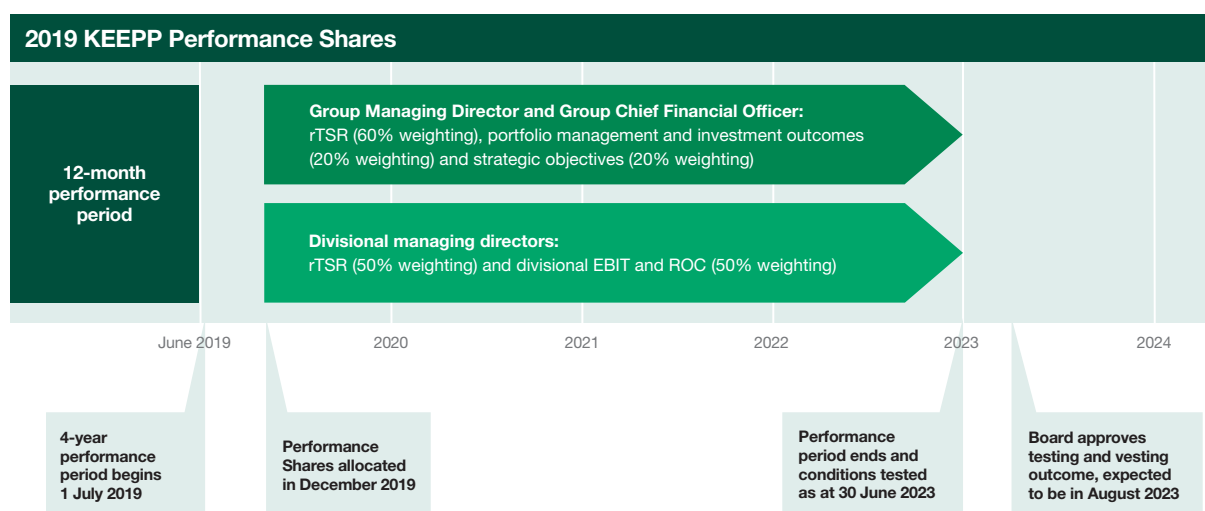 2019 KEEPP Performance Shares
12-month
performance
period
Group Managing Director and Group Chief Financial Officer:
rTSR (60% weighting), portfolio management and investment outcomes
(20% weighting) and strategic objectives (20% weighting)
Divisional managing directors:
rTSR (50% weighting) and divisional EBIT and ROC (50% weighting)
June 2019
2020
2021
2022
2023
2024
4-year
performance
period begins
1 July 2019
Performance
Shares allocated
in December 2019
Performance
period ends and
conditions tested
as at 30 June 2023
Board approves
testing and vesting
outcome, expected
to be in August 2023